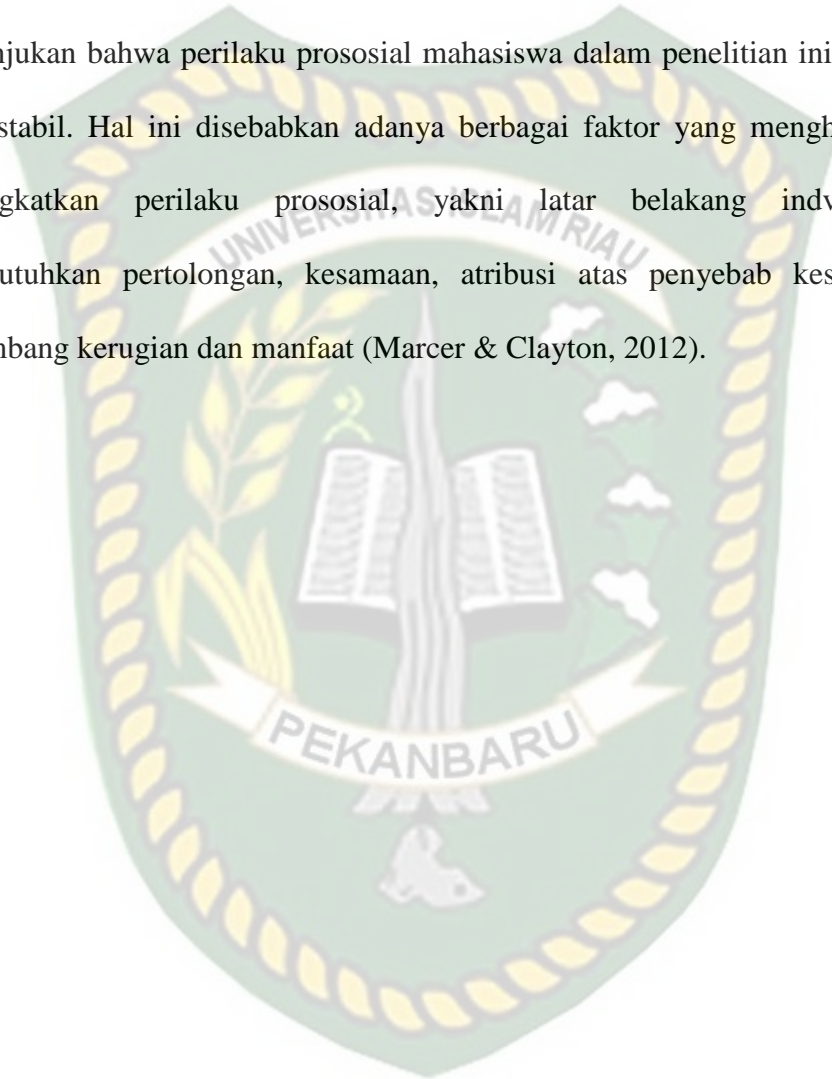 njukan bahwa perilaku prososial mahasiswa dalam penelitian ini
stabil. Hal ini disebabkan adanya berbagai faktor yang mengh
gkatkan perilaku prososial, yakni latar belakang indv
UNIVERSITAS ISLAM RIAU
utuhkan pertolongan, kesamaan, atribusi atas penyebab kes
mbang kerugian dan manfaat (Marcer & Clayton, 2012).
PEKANBARU